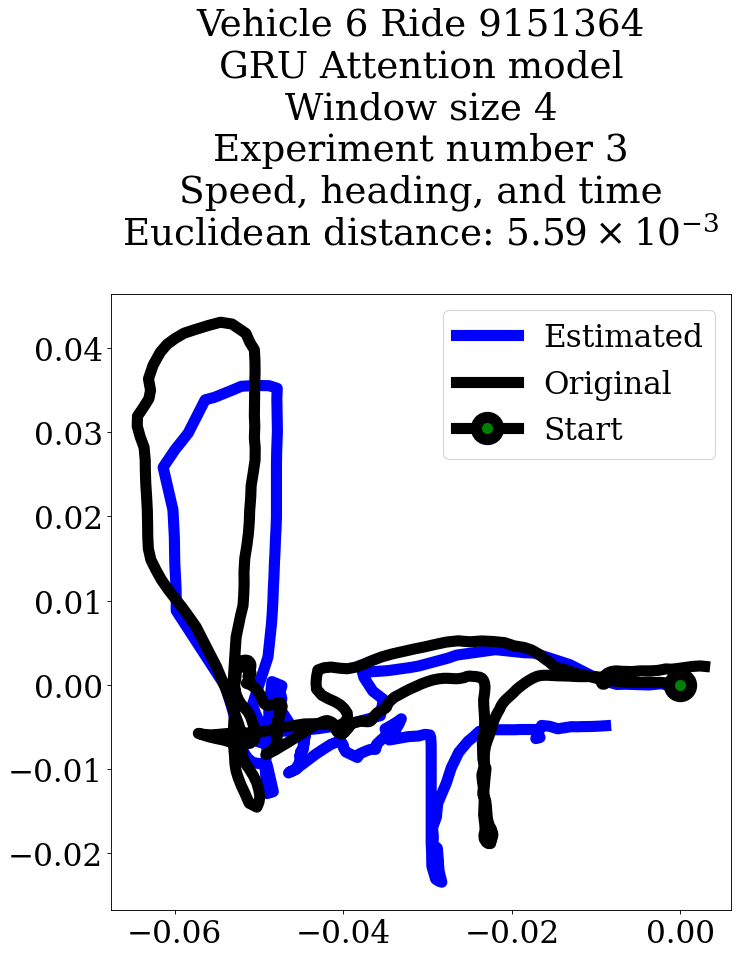 Vehicle 6 Ride 9151364
GRU Attention model
Window size 4
Experiment number 3
Speed, heading, and time
Euclidean distance: 5.59 × 10⁻³
Estimated
Original
Start
0.04
0.03
0.02
0.01
0.00
−0.01
−0.02
−0.06 −0.04 −0.02 0.00